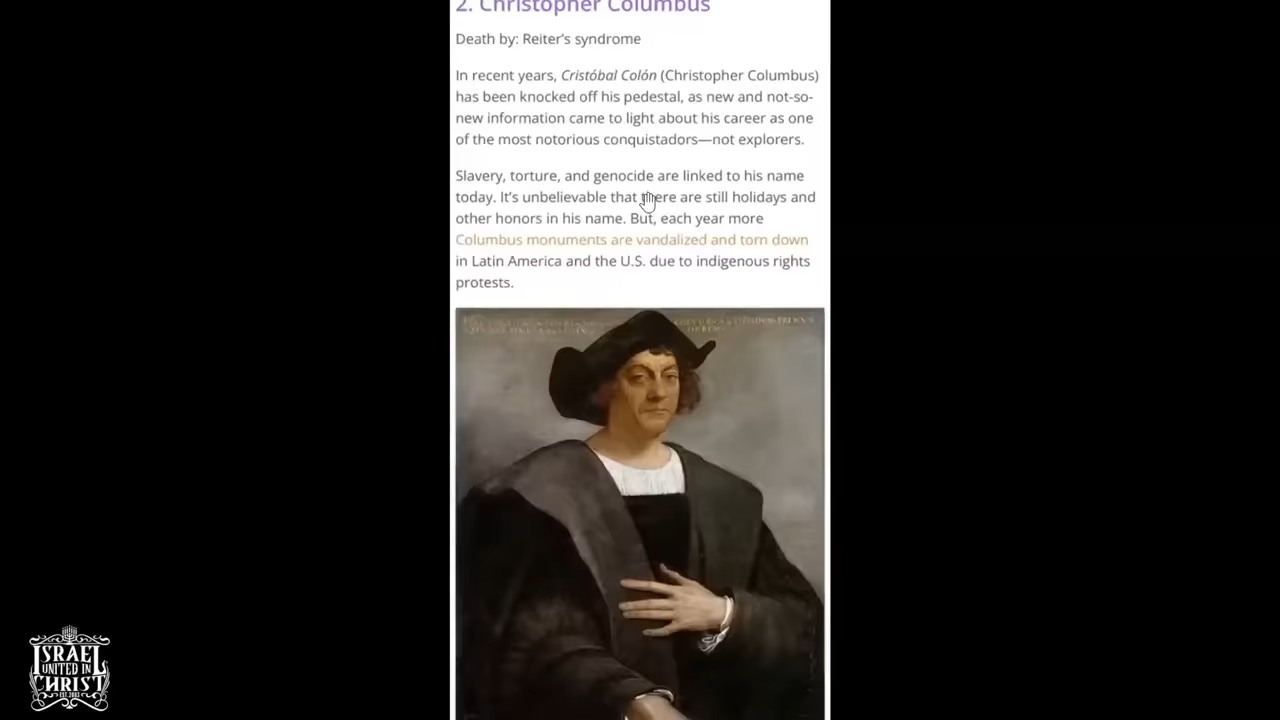 2. Christopher Columbus
Death by: Reiter's syndrome
In recent years, Cristóbal Colón (Christopher Columbus)
has been knocked off his pedestal, as new and not-so-
new information came to light about his career as one
of the most notorious conquistadors—not explorers.
Slavery, torture, and genocide are linked to his name
today. It's unbelievable that there are still holidays and
other honors in his name. But, each year more
Columbus monuments are vandalized and torn down
in Latin America and the U.S. due to indigenous rights
protests.
ISRAEL
UNITED IN
CHRIST
EST. 2003